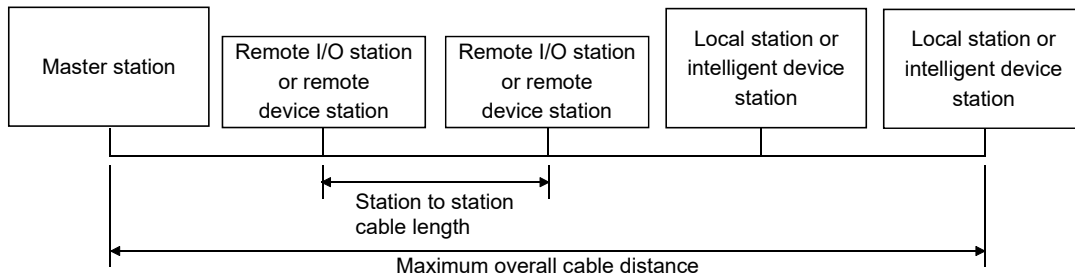 Master station
Remote I/O station
or remote
device station
Remote I/O station
or remote
device station
Local station or
intelligent device
station
Local station or
intelligent device
station
Station to station
cable length
Maximum overall cable distance